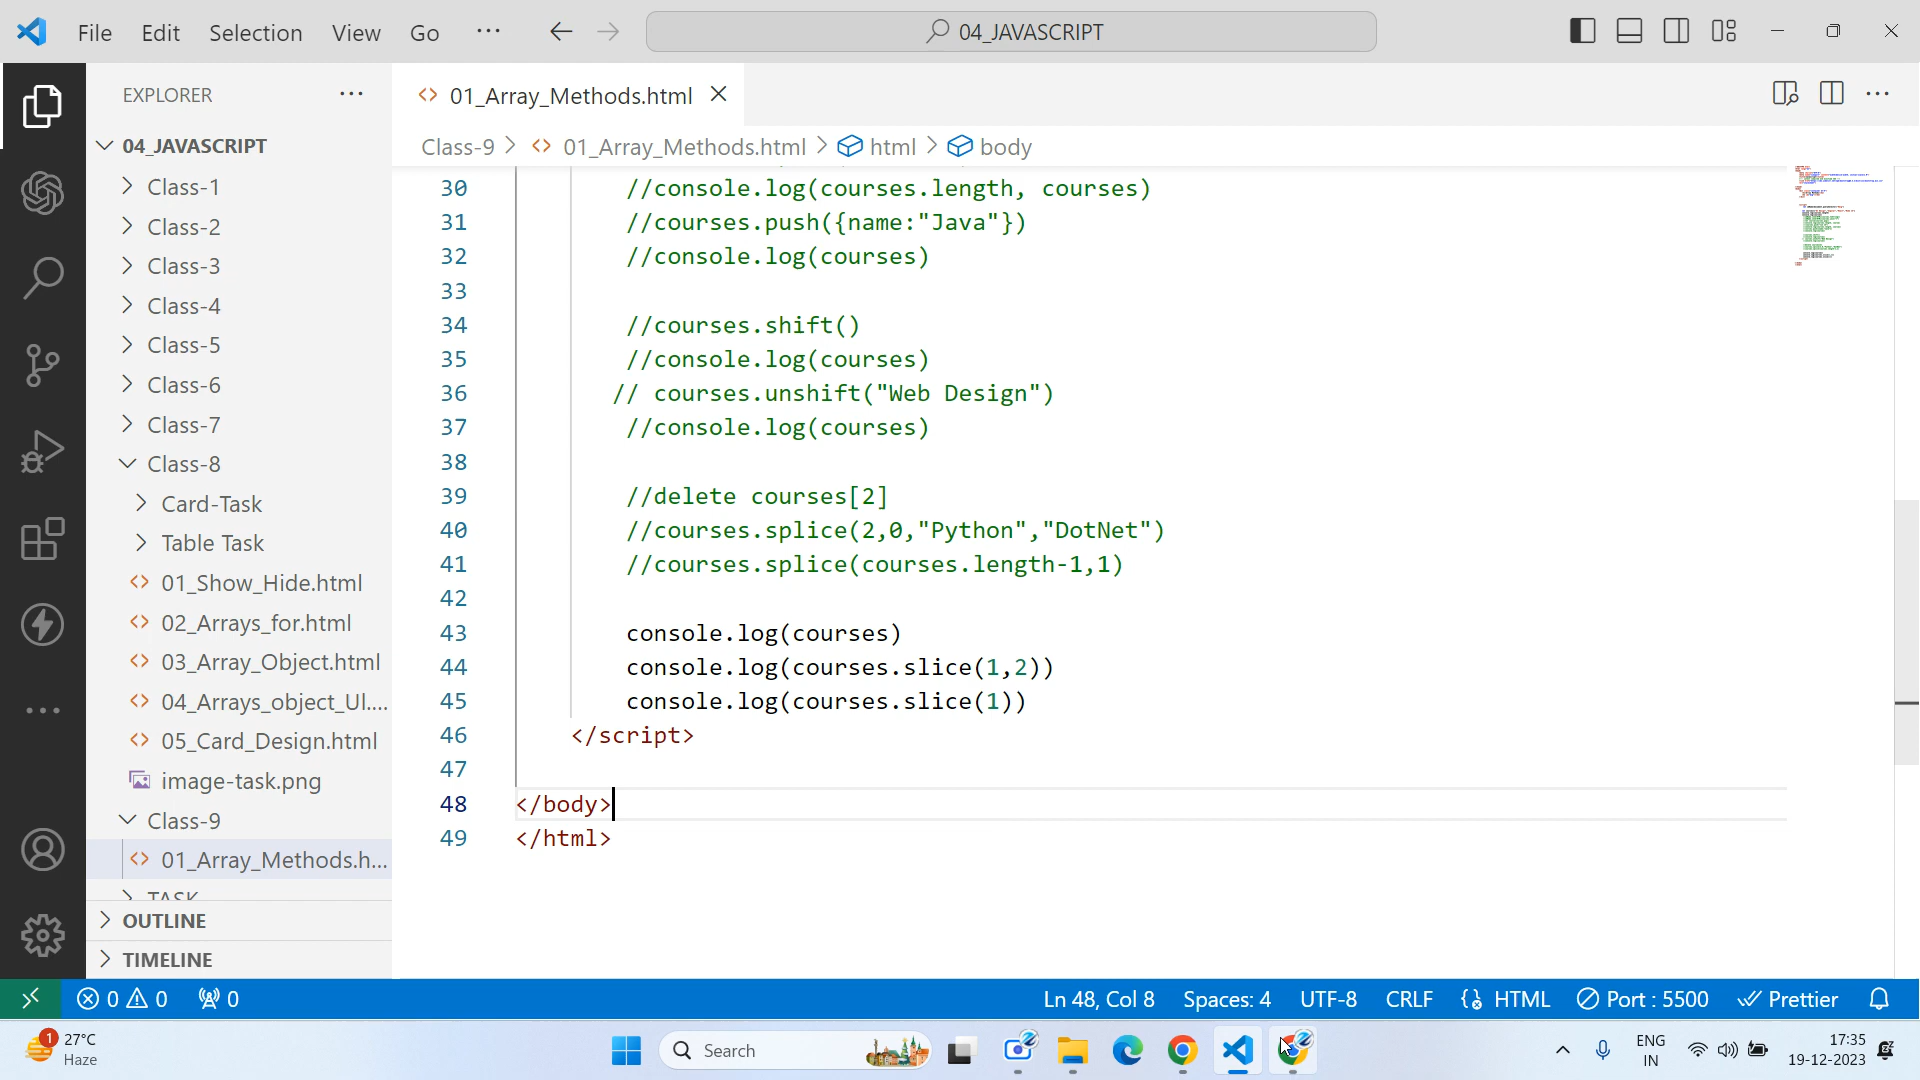 File Edit Selection View Go ··· 04_JAVASCRIPT
EXPLORER ···
01_Array_Methods.html
Class-9 > 01_Array_Methods.html > html > body
04_JAVASCRIPT
Class-1
Class-2
Class-3
Class-4
Class-5
Class-6
Class-7
Class-8
Card-Task
Table Task
01_Show_Hide.html
02_Arrays_for.html
03_Array_Object.html
04_Arrays_object_Ul....
05_Card_Design.html
image-task.png
Class-9
01_Array_Methods.h...
TASK
OUTLINE
TIMELINE
30 //console.log(courses.length, courses)
31 //courses.push({name:"Java"})
32 //console.log(courses)
33
34 //courses.shift()
35 //console.log(courses)
36 // courses.unshift("Web Design")
37 //console.log(courses)
38
39 //delete courses[2]
40 //courses.splice(2,0,"Python","DotNet")
41 //courses.splice(courses.length-1,1)
42
43 console.log(courses)
44 console.log(courses.slice(1,2))
45 console.log(courses.slice(1))
46 </script>
47
48 </body>
49 </html>
0 0 0 Ln 48, Col 8 Spaces: 4 UTF-8 CRLF HTML Port : 5500 Prettier
1 27°C
Haze
Search
ENG
IN
17:35
19-12-2023